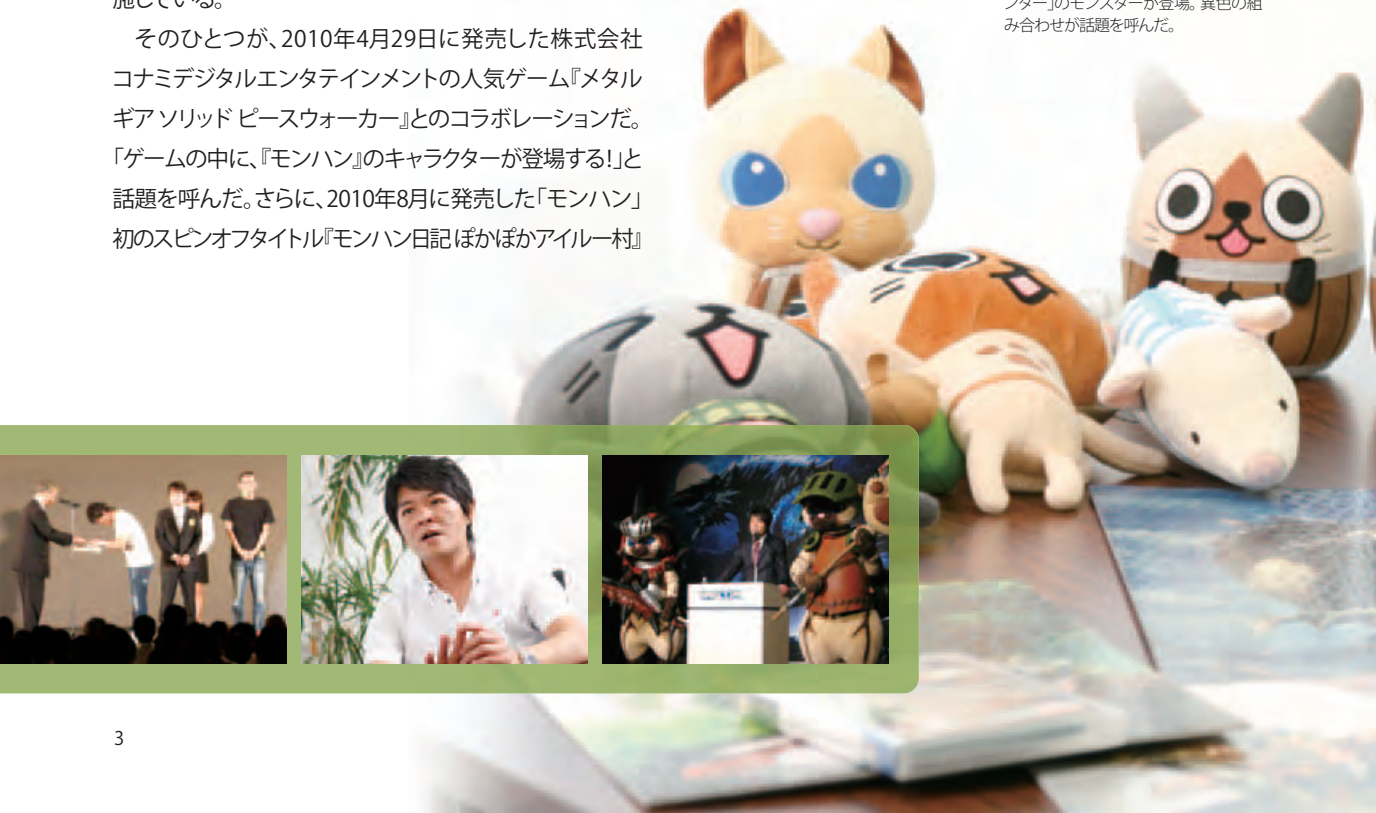 施している。
　そのひとつが、2010年4月29日に発売した株式会社
コナミデジタルエンタテインメントの人気ゲーム『メタル
ギア ソリッド ピースウォーカー』とのコラボレーションだ。
「ゲームの中に、『モンハン』のキャラクターが登場する!」と
話題を呼んだ。さらに、2010年8月に発売した「モンハン」
初のスピンオフタイトル『モンハン日記 ぽかぽかアイルー村』
ンター」のモンスターが登場。異色の組
み合わせが話題を呼んだ。
3